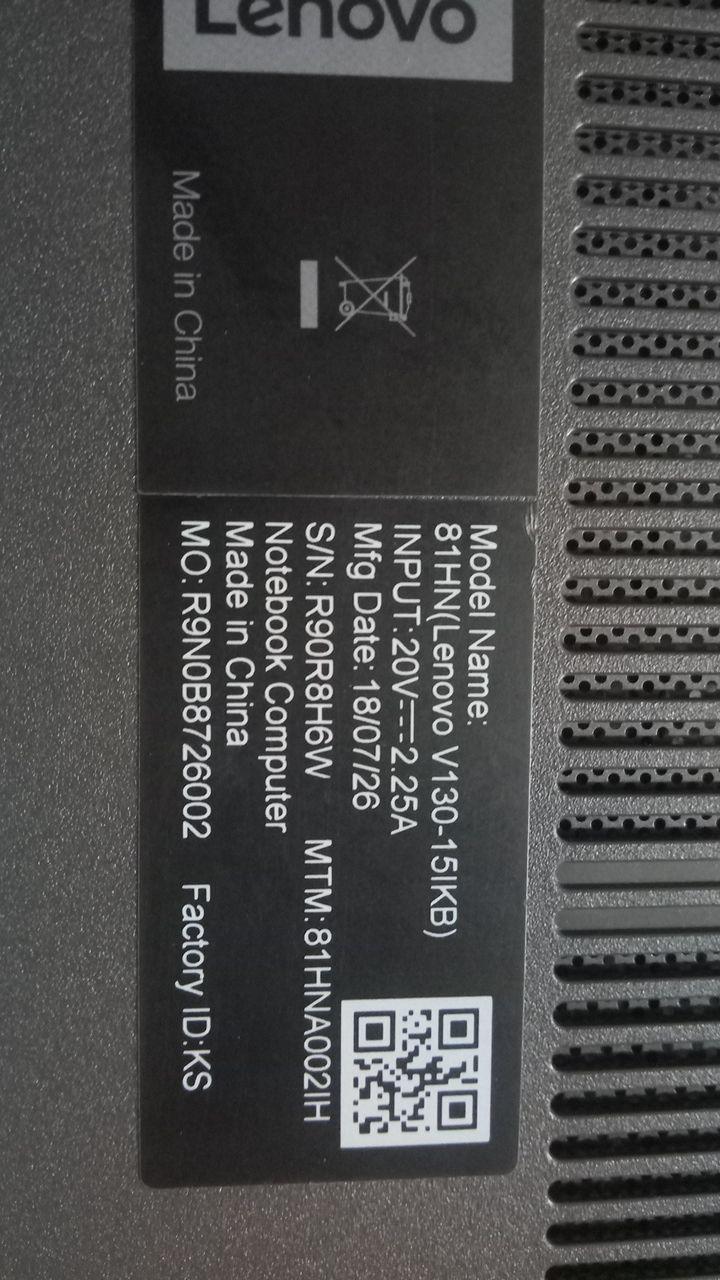 Lenovo
Made in China
Model Name:
81HN(Lenovo V130-15IKB)
INPUT:20V⎓2.25A
Mfg Date: 18/07/26
S/N:R90R8H6W MTM:81HNA002IH
Notebook Computer
Made in China
MO:R9N0B8726002 Factory ID:KS